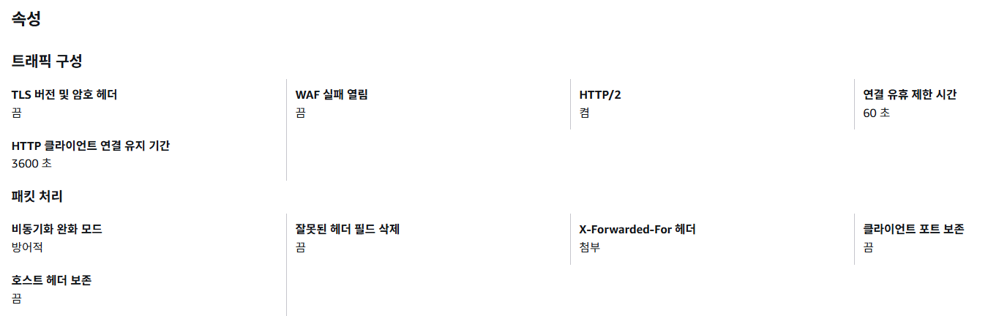 속성
트래픽 구성
TLS 버전 및 암호 헤더
끔
WAF 실패 열림
끔
HTTP/2
켬
연결 유휴 제한 시간
60 초
HTTP 클라이언트 연결 유지 기간
3600 초
패킷 처리
비동기화 완화 모드
방어적
잘못된 헤더 필드 삭제
끔
X-Forwarded-For 헤더
첨부
클라이언트 포트 보존
끔
호스트 헤더 보존
끔